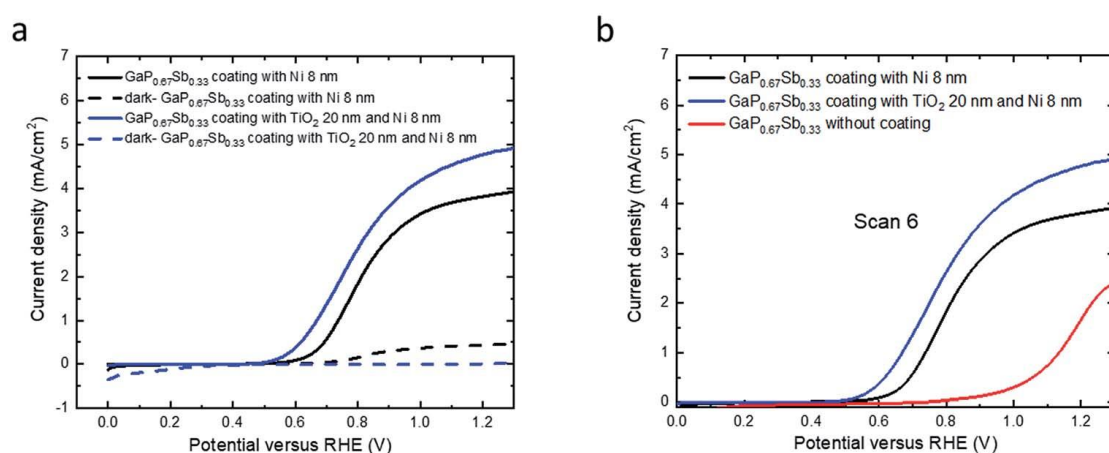 a
7
6
5
4
3
2
1
0
-1
Current density (mA/cm²)
GaP₀.₆₇Sb₀.₃₃ coating with Ni 8 nm
dark- GaP₀.₆₇Sb₀.₃₃ coating with Ni 8 nm
GaP₀.₆₇Sb₀.₃₃ coating with TiO₂ 20 nm and Ni 8 nm
dark- GaP₀.₆₇Sb₀.₃₃ coating with TiO₂ 20 nm and Ni 8 nm
0.0 0.2 0.4 0.6 0.8 1.0 1.2
Potential versus RHE (V)
b
7
6
5
4
3
2
1
0
Current density (mA/cm²)
GaP₀.₆₇Sb₀.₃₃ coating with Ni 8 nm
GaP₀.₆₇Sb₀.₃₃ coating with TiO₂ 20 nm and Ni 8 nm
GaP₀.₆₇Sb₀.₃₃ without coating
Scan 6
0.0 0.2 0.4 0.6 0.8 1.0 1.2
Potential versus RHE (V)